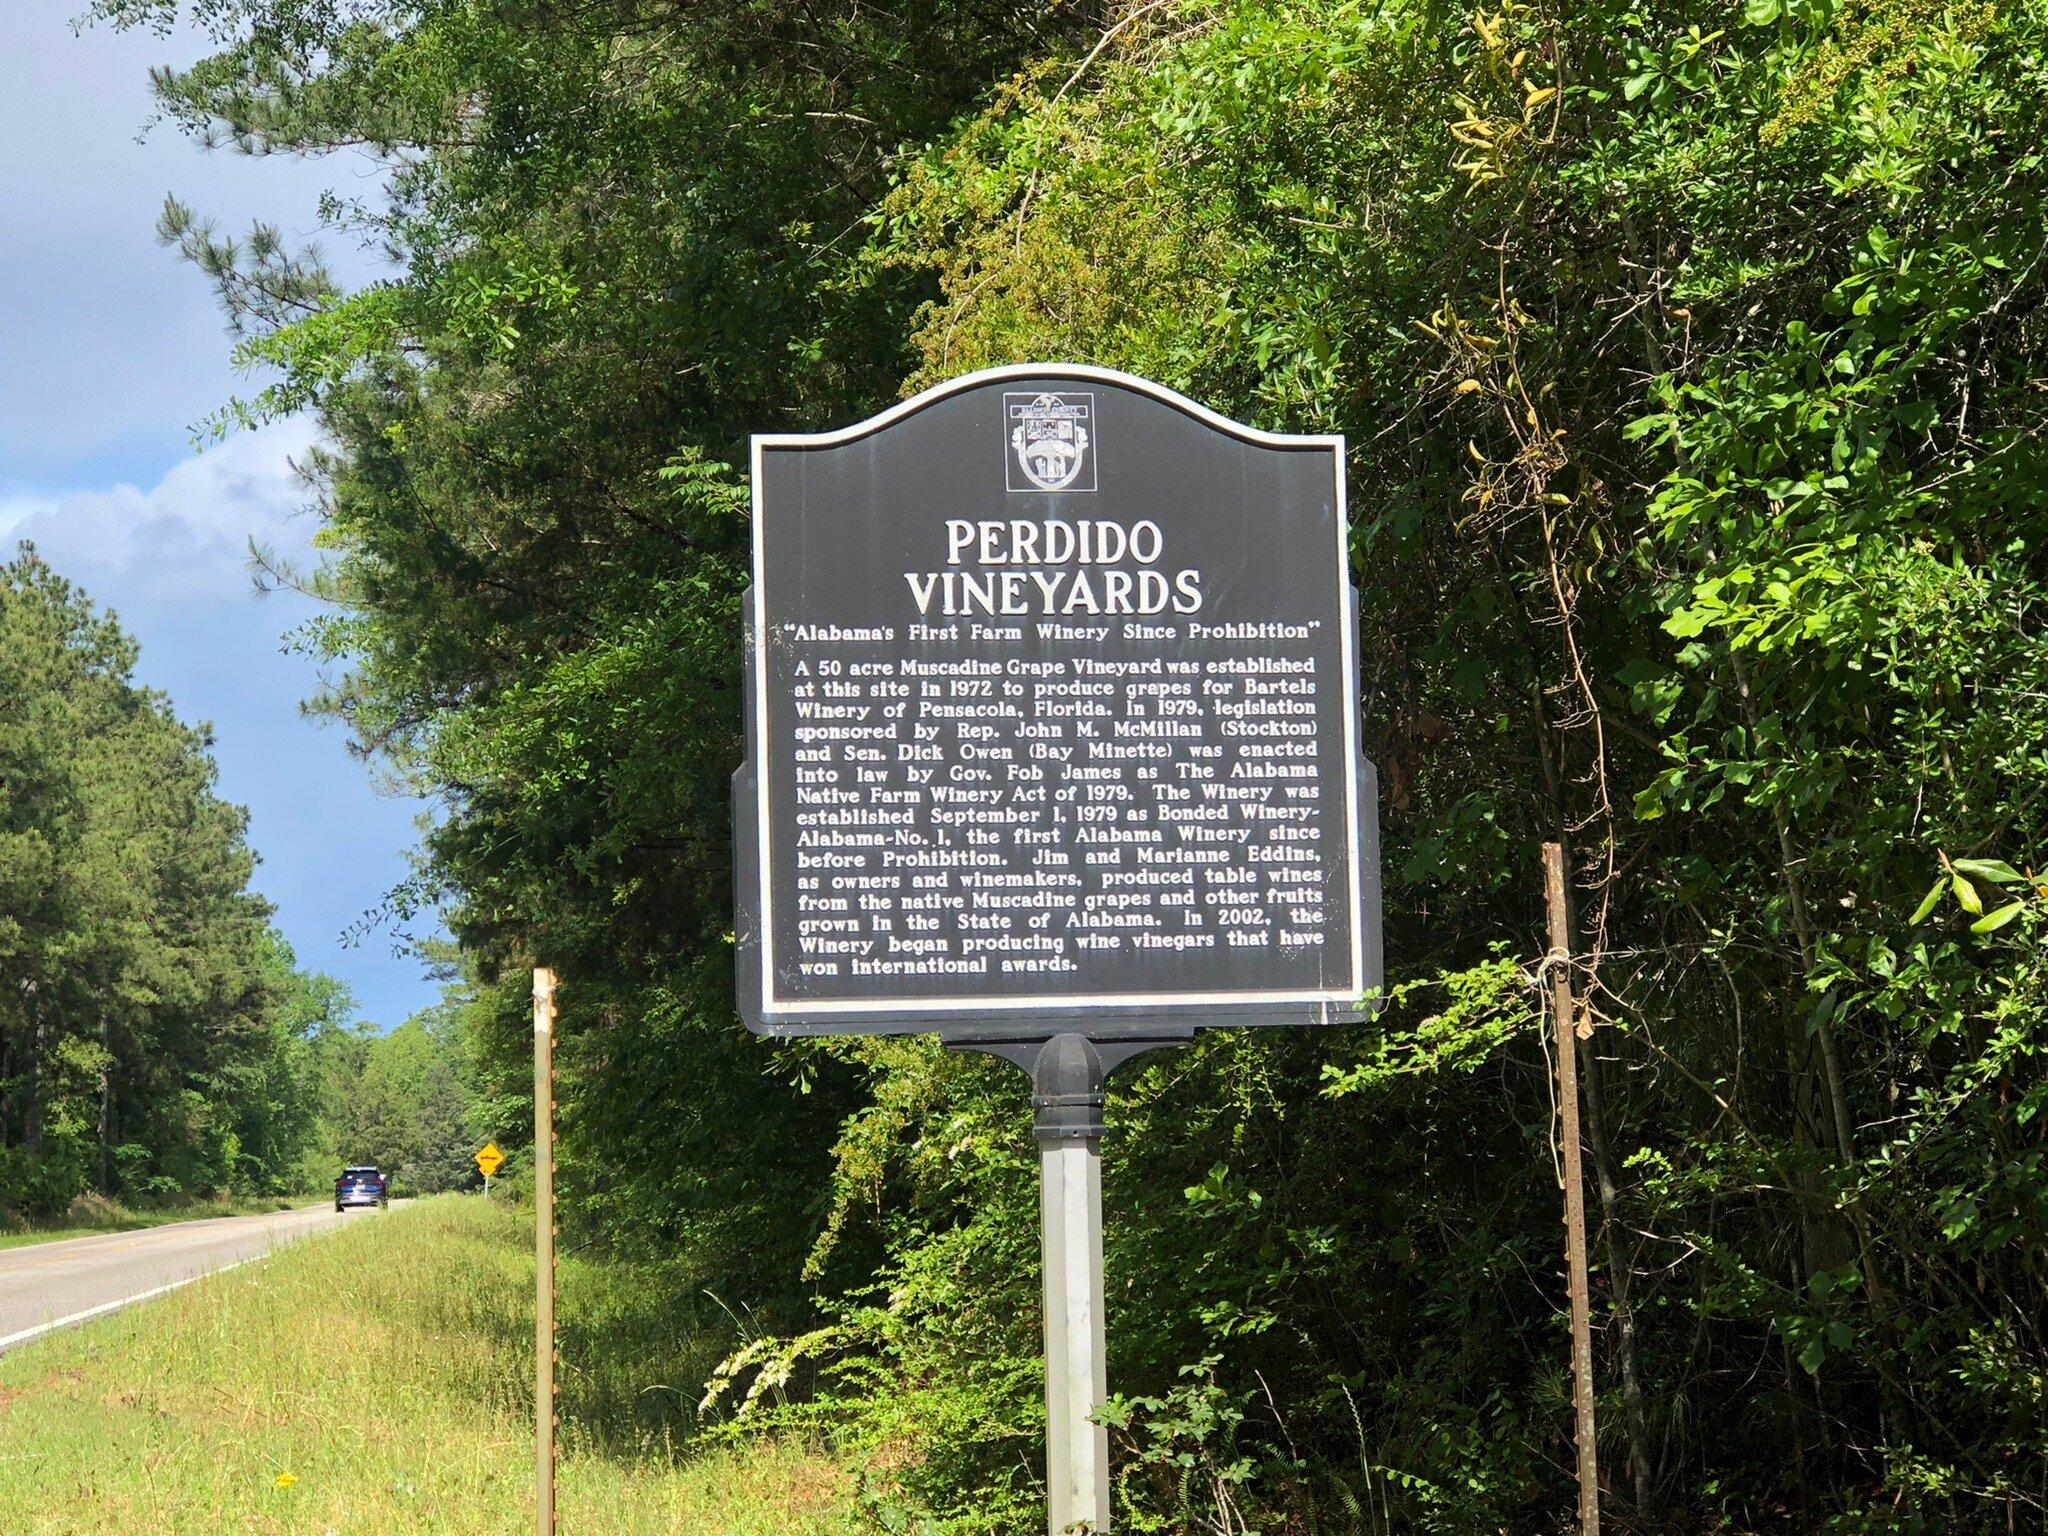 BALDWIN COUNTY
PERDIDO
VINEYARDS
"Alabama's First Farm Winery Since Prohibition"
A 50 acre Muscadine Grape Vineyard was established
at this site in 1972 to produce grapes for Bartels
Winery of Pensacola, Florida. In 1979, legislation
sponsored by Rep. John M. McMillan (Stockton)
and Sen. Dick Owen (Bay Minette) was enacted
into law by Gov. Fob James as The Alabama
Native Farm Winery Act of 1979. The Winery was
established September 1, 1979 as Bonded Winery-
Alabama-No. 1, the first Alabama Winery since
before Prohibition. Jim and Marianne Eddins,
as owners and winemakers, produced table wines
from the native Muscadine grapes and other fruits
grown in the State of Alabama. In 2002, the
Winery began producing wine vinegars that have
won international awards.